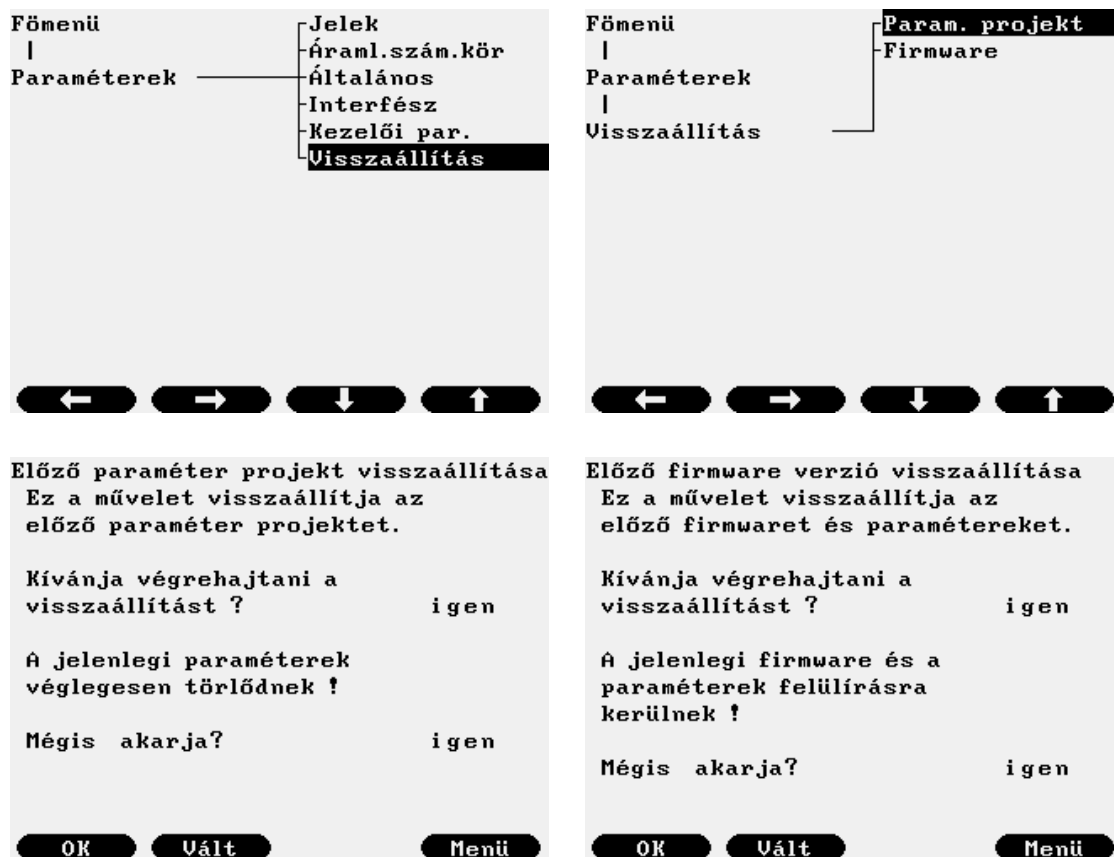 Fömenü
Paraméterek
Jelek
Áraml.szám.kör
Általános
Interfész
Kezelői par.
Visszaállítás
Fömenü
Paraméterek
Visszaállítás
Param. projekt
Firmware
Előző paraméter projekt visszaállítása
Ez a művelet visszaállítja az
előző paraméter projektet.
Kívánja végrehajtani a
visszaállítást ? igen
A jelenlegi paraméterek
véglegesen törlődnek !
Mégis akarja? igen
OK Vált Menü
Előző firmware verzió visszaállítása
Ez a művelet visszaállítja az
előző firmwaret és paramétereket.
Kívánja végrehajtani a
visszaállítást ? igen
A jelenlegi firmware és a
paraméterek felülírásra
kerülnek !
Mégis akarja? igen
OK Vált Menü